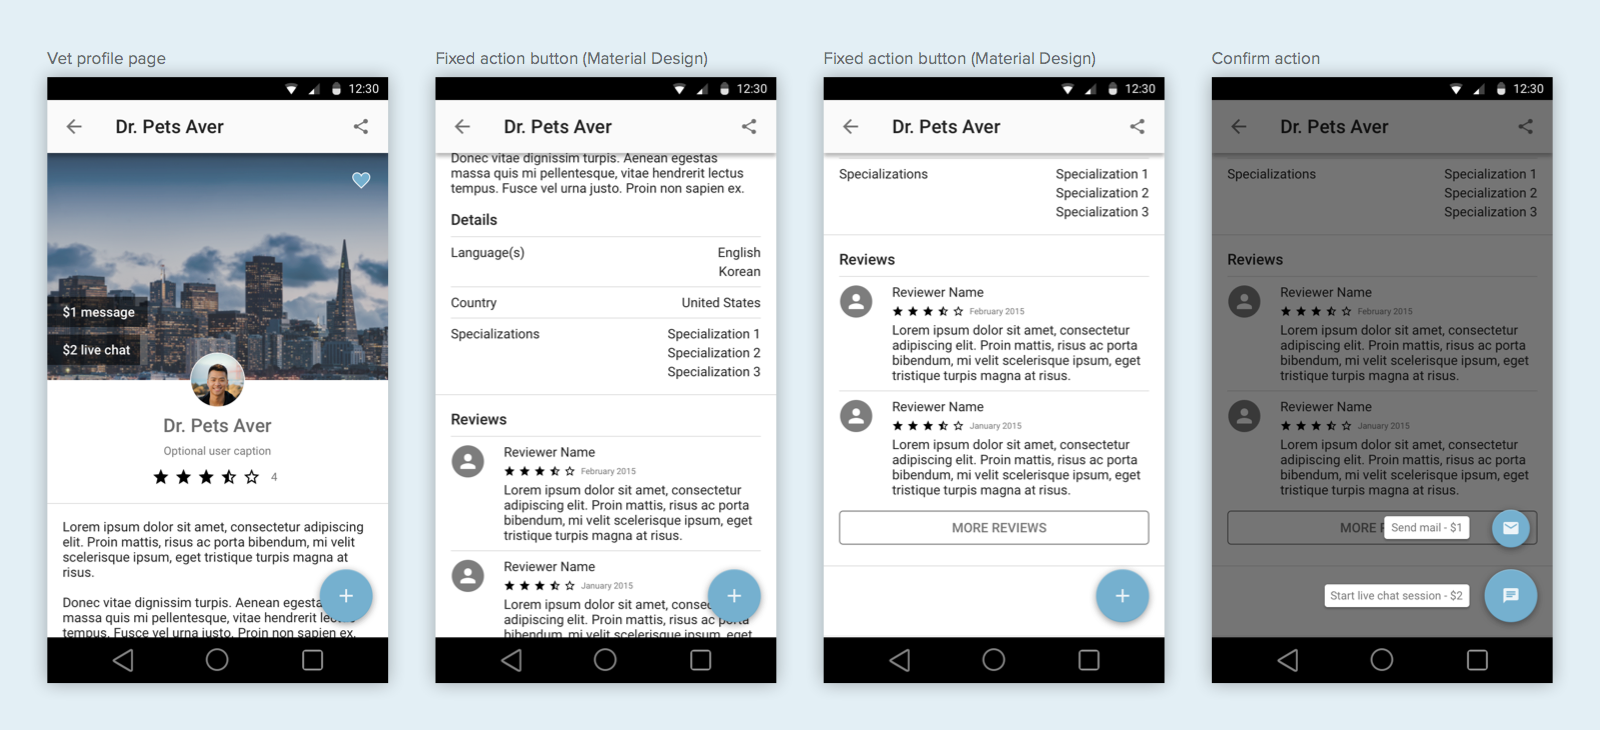 Vet profile page
12:30
Dr. Pets Aver
$1 message
$2 live chat
Dr. Pets Aver
Optional user caption
4
Lorem ipsum dolor sit amet, consectetur adipiscing
elit. Proin mattis, risus ac porta bibendum, mi velit
scelerisque ipsum, eget tristique turpis magna at
risus.
Donec vitae dignissim turpis. Aenean egesta
massa quis mi pellentesque, vitae hendrerit
tempus. Fusce vel urna justo. Proin non sapien ex.
Fixed action button (Material Design)
12:30
Dr. Pets Aver
Donec vitae dignissim turpis. Aenean egestas
massa quis mi pellentesque, vitae hendrerit lectus
tempus. Fusce vel urna justo. Proin non sapien ex.
Details
Language(s) English
Korean
Country United States
Specializations Specialization 1
Specialization 2
Specialization 3
Reviews
Reviewer Name
February 2015
Lorem ipsum dolor sit amet, consectetur
adipiscing elit. Proin mattis, risus ac porta
bibendum, mi velit scelerisque ipsum, eget
tristique turpis magna at risus.
Reviewer Name
January 2015
Lorem ipsum dolor sit amet, consec
adipiscing elit. Proin mattis, risus ac porta
bibendum, mi velit scelerisque ipsum, eget
Fixed action button (Material Design)
12:30
Dr. Pets Aver
Specializations Specialization 1
Specialization 2
Specialization 3
Reviews
Reviewer Name
February 2015
Lorem ipsum dolor sit amet, consectetur
adipiscing elit. Proin mattis, risus ac porta
bibendum, mi velit scelerisque ipsum, eget
tristique turpis magna at risus.
Reviewer Name
January 2015
Lorem ipsum dolor sit amet, consectetur
adipiscing elit. Proin mattis, risus ac porta
bibendum, mi velit scelerisque ipsum, eget
tristique turpis magna at risus.
MORE REVIEWS
Confirm action
12:30
Dr. Pets Aver
Specializations Specialization 1
Specialization 2
Specialization 3
Reviews
Reviewer Name
February 2015
Lorem ipsum dolor sit amet, consectetur
adipiscing elit. Proin mattis, risus ac porta
bibendum, mi velit scelerisque ipsum, eget
tristique turpis magna at risus.
Reviewer Name
January 2015
Lorem ipsum dolor sit amet, consectetur
adipiscing elit. Proin mattis, risus ac porta
bibendum, mi velit scelerisque ipsum, eget
tristique turpis magna at risus.
MORE Send mail - $1
Start live chat session - $2